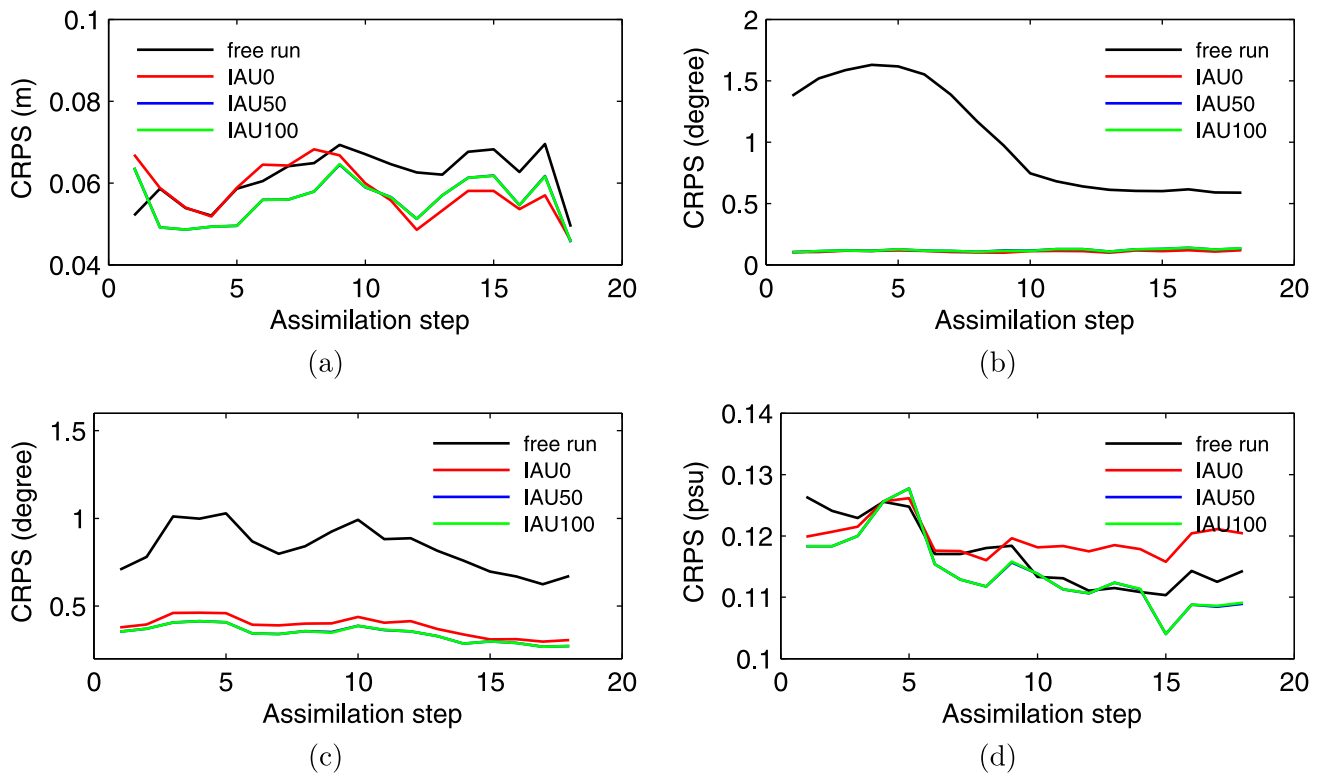 0.1
0.08
0.06
0.04
CRPS (m)
free run
IAU0
IAU50
IAU100
0 5 10 15 20
Assimilation step
(a)
2
1.5
1
0.5
0
CRPS (degree)
free run
IAU0
IAU50
IAU100
0 5 10 15 20
Assimilation step
(b)
1.5
1
0.5
CRPS (degree)
free run
IAU0
IAU50
IAU100
0 5 10 15 20
Assimilation step
(c)
0.14
0.13
0.12
0.11
0.1
CRPS (psu)
free run
IAU0
IAU50
IAU100
0 5 10 15 20
Assimilation step
(d)